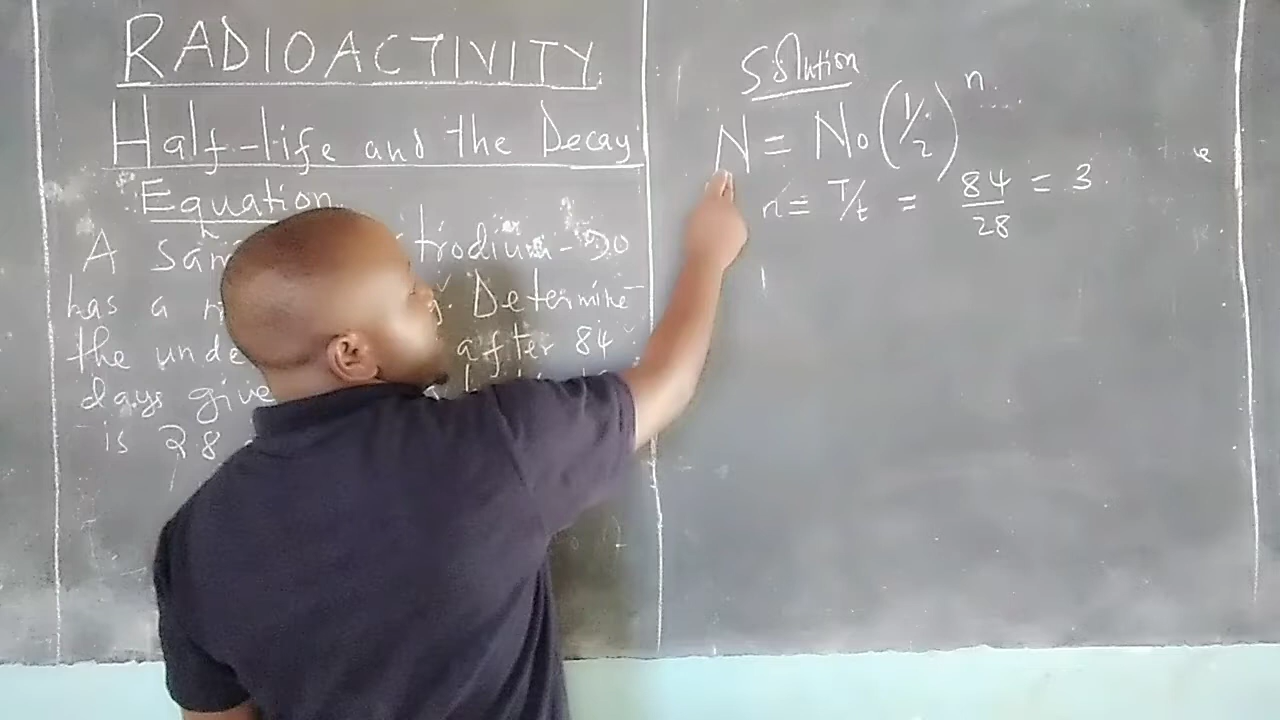 RADIOACTIVITY
Half-life and the Decay
Equation
A sam trodium-90
has a Determine
the unde after 84
days give
is 28
Solution
N = No(1/2)^n
n = T/t = 84/28 = 3